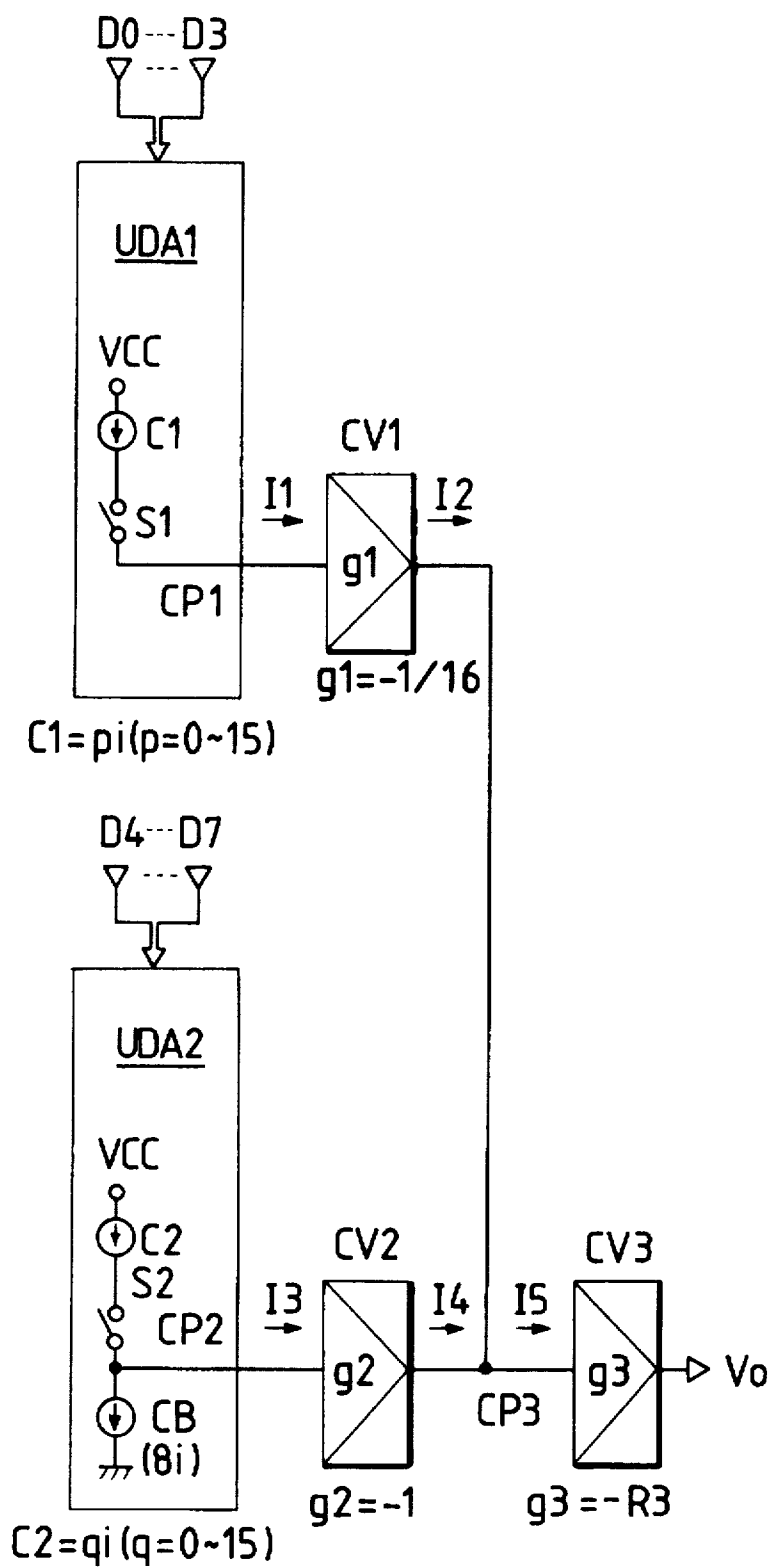 D0 --- D3
UDA1
VCC
C1
S1
CP1
I1
CV1
I2
g1
g1=-1/16
C1=pi(p=0~15)
D4 --- D7
UDA2
VCC
C2
S2
CP2
CB
(8i)
I3
CV2
I4
g2
g2=-1
CP3
I5
CV3
g3
Vo
g3=-R3
C2=qi(q=0~15)